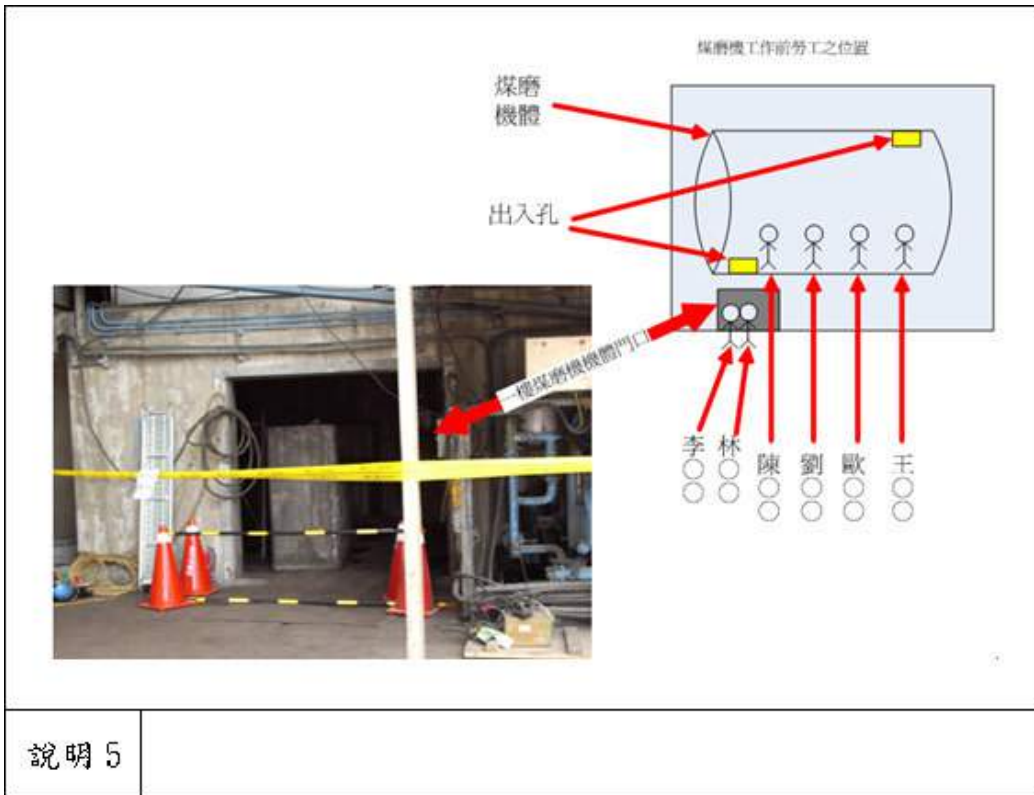 煤磨機工作前勞工之位置
煤磨
機體
出入孔
一樓煤磨機機體門口
李○○
林○○
陳○○
劉○○
歐○○
王○○
說明5